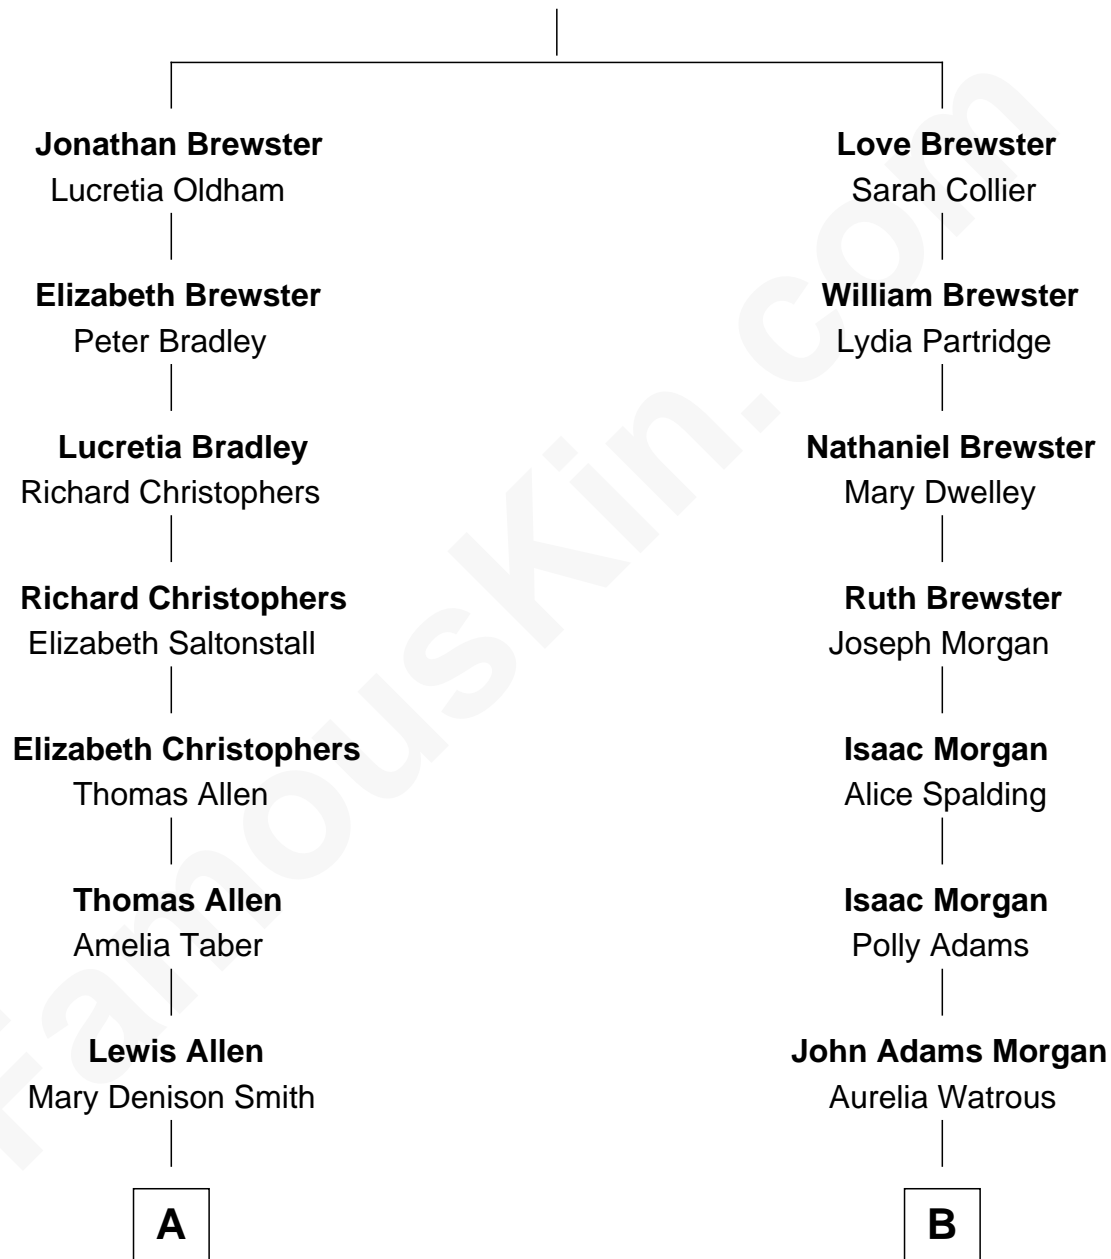 Jonathan Brewster
Lucretia Oldham
Elizabeth Brewster
Peter Bradley
Lucretia Bradley
Richard Christophers
Richard Christophers
Elizabeth Saltonstall
Elizabeth Christophers
Thomas Allen
Thomas Allen
Amelia Taber
Lewis Allen
Mary Denison Smith
A
Love Brewster
Sarah Collier
William Brewster
Lydia Partridge
Nathaniel Brewster
Mary Dwelley
Ruth Brewster
Joseph Morgan
Isaac Morgan
Alice Spalding
Isaac Morgan
Polly Adams
John Adams Morgan
Aurelia Watrous
B
FamousKin.com